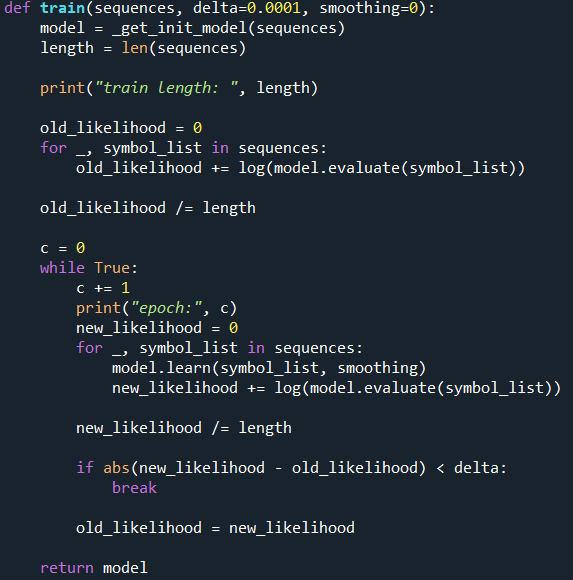 def train(sequences, delta=0.0001, smoothing=0):
    model = _get_init_model(sequences)
    length = len(sequences)

    print("train length: ", length)

    old_likelihood = 0
    for _, symbol_list in sequences:
        old_likelihood += log(model.evaluate(symbol_list))

    old_likelihood /= length

    c = 0
    while True:
        c += 1
        print("epoch:", c)
        new_likelihood = 0
        for _, symbol_list in sequences:
            model.learn(symbol_list, smoothing)
            new_likelihood += log(model.evaluate(symbol_list))

        new_likelihood /= length

        if abs(new_likelihood - old_likelihood) < delta:
            break

        old_likelihood = new_likelihood

    return model